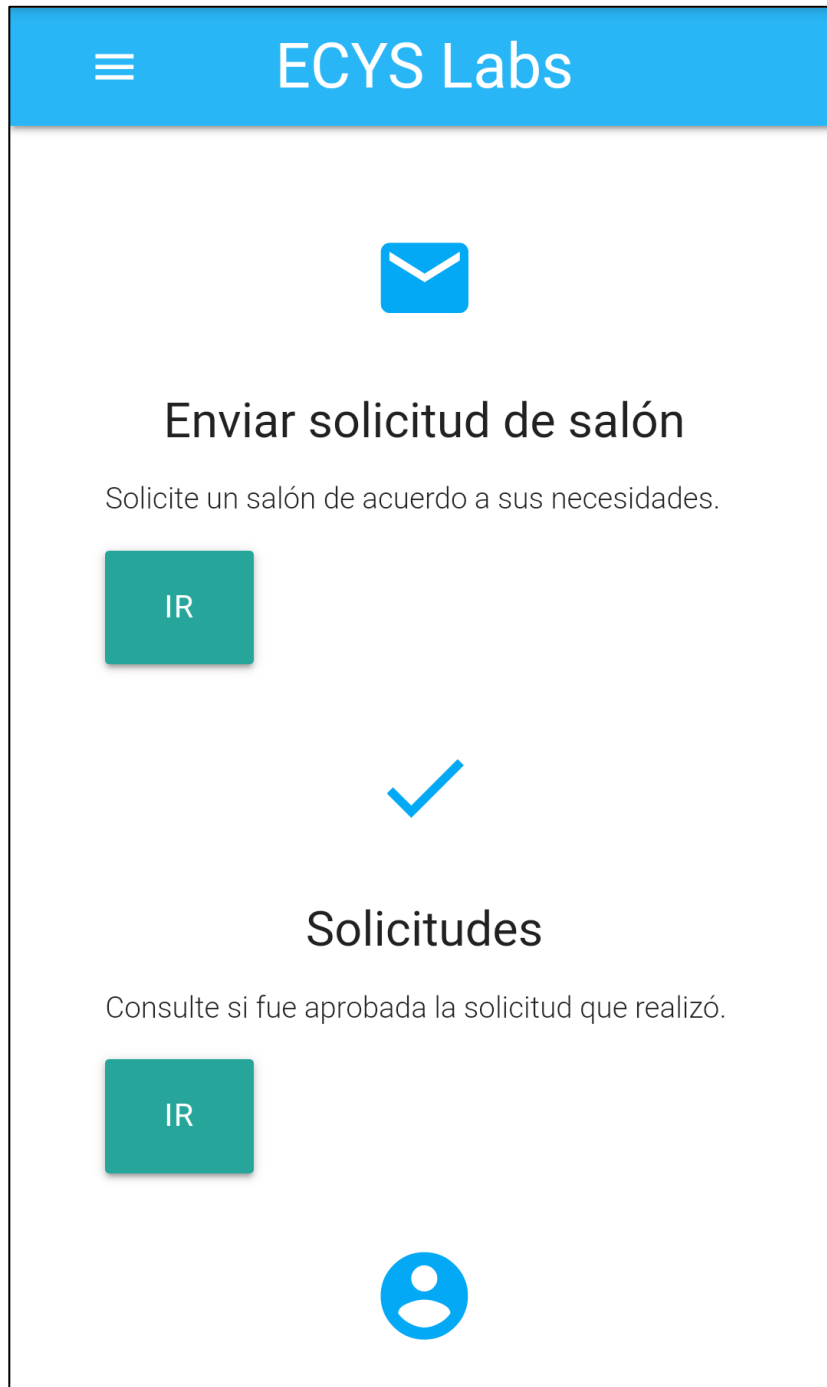 ECYS Labs
Enviar solicitud de salón
Solicite un salón de acuerdo a sus necesidades.
IR
Solicitudes
Consulte si fue aprobada la solicitud que realizó.
IR